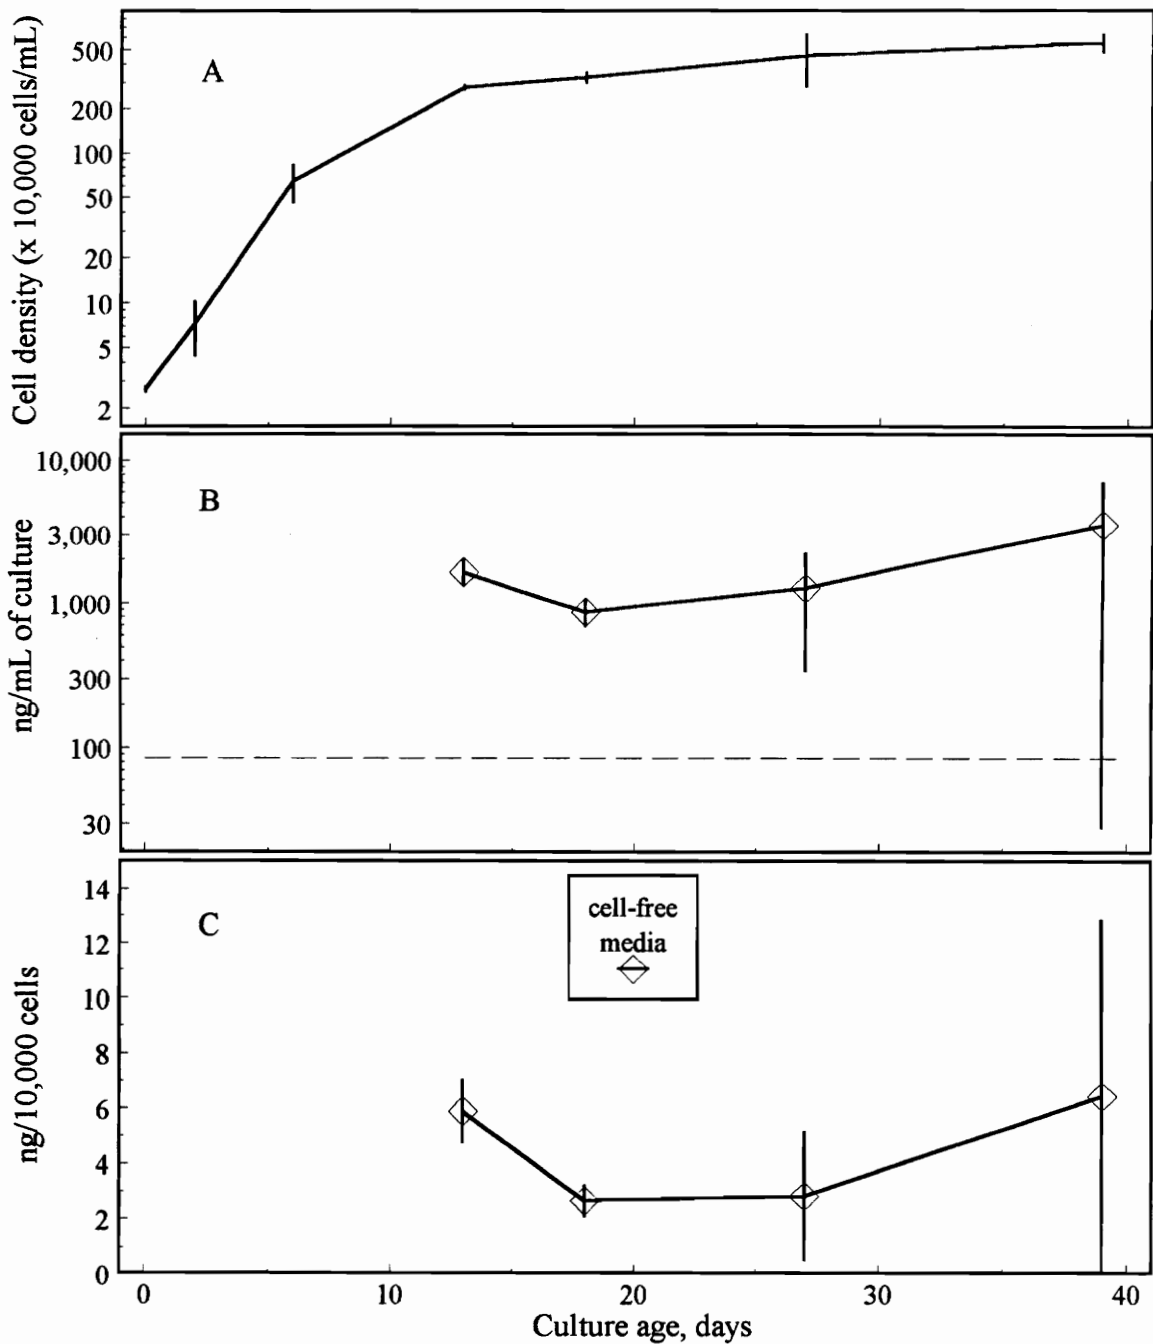 Cell density (x 10,000 cells/mL)
500
200
100
50
20
10
5
2
A
ng/mL of culture
10,000
3,000
1,000
300
100
30
B
ng/10,000 cells
14
12
10
8
6
4
2
0
C
cell-free
media
0 10 20 30 40
Culture age, days